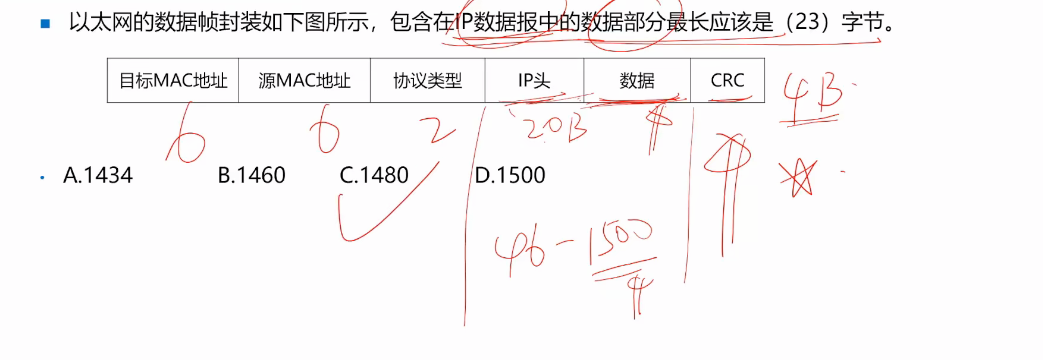 以太网的数据帧封装如下图所示，包含在IP数据报中的数据部分最长应该是（23）字节。
目标MAC地址 源MAC地址 协议类型 IP头 数据 CRC 4B
6 6 2 20B
A.1434 B.1460 C.1480 D.1500
46-1500